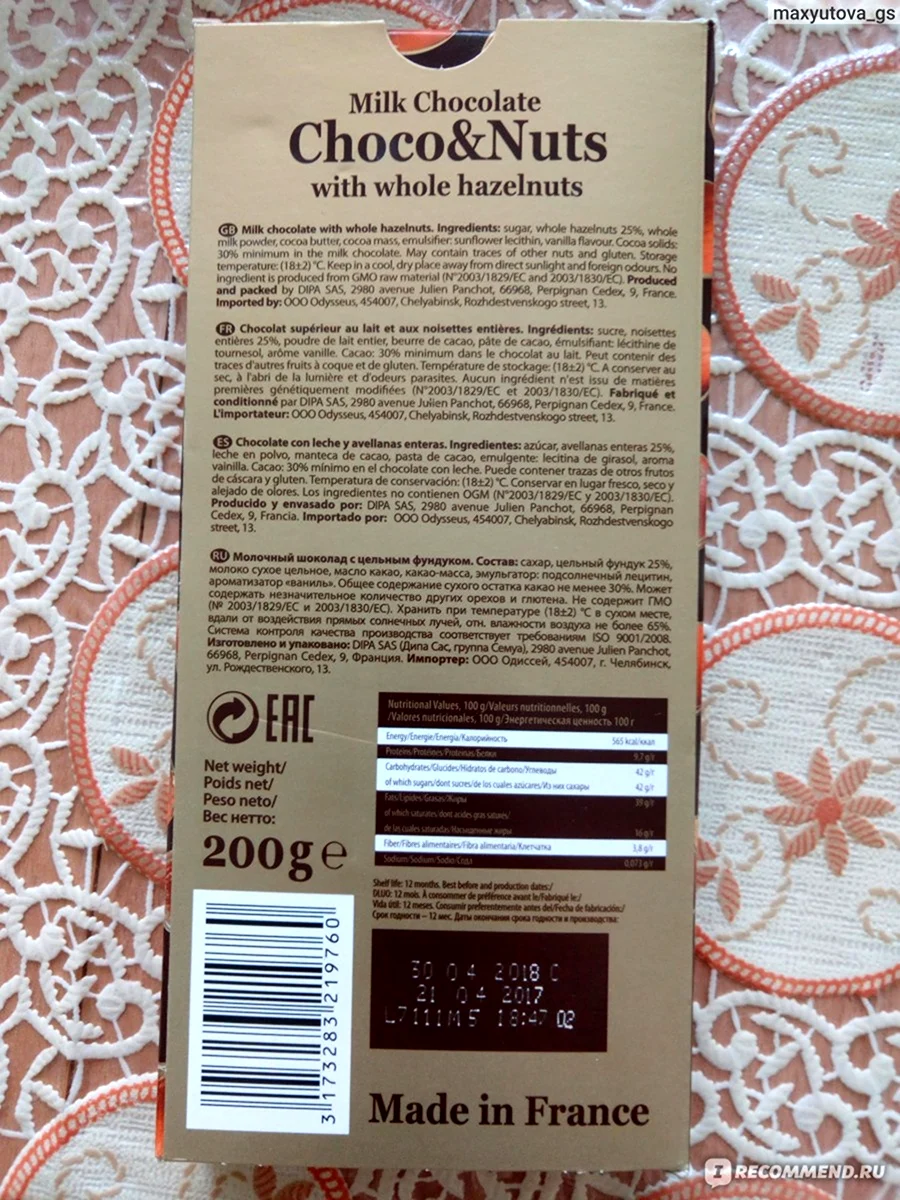 maxyutova_gs
Milk Chocolate
Choco&Nuts
with whole hazelnuts
GB Milk chocolate with whole hazelnuts. Ingredients: sugar, whole hazelnuts 25%, whole
milk powder, cocoa butter, cocoa mass, emulsifier: sunflower lecithin, vanilla flavour. Cocoa solids:
30% minimum in the milk chocolate. May contain traces of other nuts and gluten. Storage
temperature: (18±2) °C. Keep in a cool, dry place away from direct sunlight and foreign odours. No
ingredient is produced from GMO raw material (N°2003/1829/EC and 2003/1830/EC). Produced
and packed by DIPA SAS, 2980 avenue Julien Panchot, 66968, Perpignan Cedex, 9, France.
Imported by: OOO Odysseus, 454007, Chelyabinsk, Rozhdestvenskogo street, 13.
FR Chocolat supérieur au lait et aux noisettes entières. Ingrédients: sucre, noisettes
entières 25%, poudre de lait entier, beurre de cacao, pâte de cacao, émulsifiant: lécithine de
tournesol, arôme vanille. Cacao: 30% minimum dans le chocolat au lait. Peut contenir des
traces d'autres fruits à coque et de gluten. Température de stockage: (18±2) °C. A conserver au
sec, à l'abri de la lumière et d'odeurs parasites. Aucun ingrédient n'est issu de matières
premières génétiquement modifiées (N°2003/1829/EC et 2003/1830/EC). Fabriqué et
conditionné par DIPA SAS, 2980 avenue Julien Panchot, 66968, Perpignan Cedex, 9, France.
L'importateur: OOO Odysseus, 454007, Chelyabinsk, Rozhdestvenskogo street, 13.
ES Chocolate con leche y avellanas enteras. Ingredientes: azúcar, avellanas enteras 25%,
leche en polvo, manteca de cacao, pasta de cacao, emulgente: lecitina de girasol, aroma
vainilla. Cacao: 30% mínimo en el chocolate con leche. Puede contener trazas de otros frutos
de cáscara y gluten. Temperatura de conservación: (18±2) °C. Conservar en lugar fresco, seco y
alejado de olores. Los ingredientes no contienen OGM (N°2003/1829/EC y 2003/1830/EC).
Producido y envasado por: DIPA SAS, 2980 avenue Julien Panchot, 66968, Perpignan
Cedex, 9, Francia. Importado por: OOO Odysseus, 454007, Chelyabinsk, Rozhdestvenskogo
street, 13.
RU Молочный шоколад с цельным фундуком. Состав: сахар, цельный фундук 25%,
молоко сухое цельное, масло какао, какао-масса, эмульгатор: подсолнечный лецитин,
ароматизатор «ваниль». Общее содержание сухого остатка какао не менее 30%. Может
содержать незначительное количество других орехов и глютена. Не содержит ГМО
(№ 2003/1829/EC и 2003/1830/EC). Хранить при температуре (18±2) °C в сухом месте,
вдали от воздействия прямых солнечных лучей, отн. влажности воздуха не более 65%.
Система контроля качества производства соответствует требованиям ISO 9001/2008.
Изготовлено и упаковано: DIPA SAS (Дипа Сас, группа Семуа), 2980 avenue Julien Panchot,
66968, Perpignan Cedex, 9, Франция. Импортер: ООО Одиссей, 454007, г. Челябинск,
ул. Рождественского, 13.
EAC
Net weight/
Poids net/
Peso neto/
Вес нетто:
200g e
Nutritional Values, 100 g/Valeurs nutritionnelles, 100 g
/Valores nutricionales, 100 g/Энергетическая ценность 100 г
Energy/Energie/Energía/Калорийность 565 kcal/ккал
Proteins/Protéines/Proteínas/Белки 9,7 g/г
Carbohydrates/Glucides/Hidratos de carbono/Углеводы 42 g/г
of which sugars/dont sucres/de los cuales azúcares/Из них сахары 42 g/г
Fats/Lipides/Grasas/Жиры 39 g/г
of which saturates/dont acides gras saturés/
de las cuales saturadas/Насыщенные жиры 16 g/г
Fiber/Fibres alimentaires/Fibra alimentaria/Клетчатка 3,8 g/г
Sodium/Sodium/Sodio/Сода 0,073 g/г
Shelf life: 12 months. Best before and production dates:/
DLUO: 12 mois. À consommer de préférence avant le/Fabriqué le:/
Vida útil: 12 meses. Consumir preferentemente antes del/Fecha de fabricación:/
Срок годности – 12 мес. Даты окончания срока годности и производства:
30 04 2018 C
21 04 2017
L7111M5 18:47 02
3 173283 219760
Made in France
RECOMMEND.RU